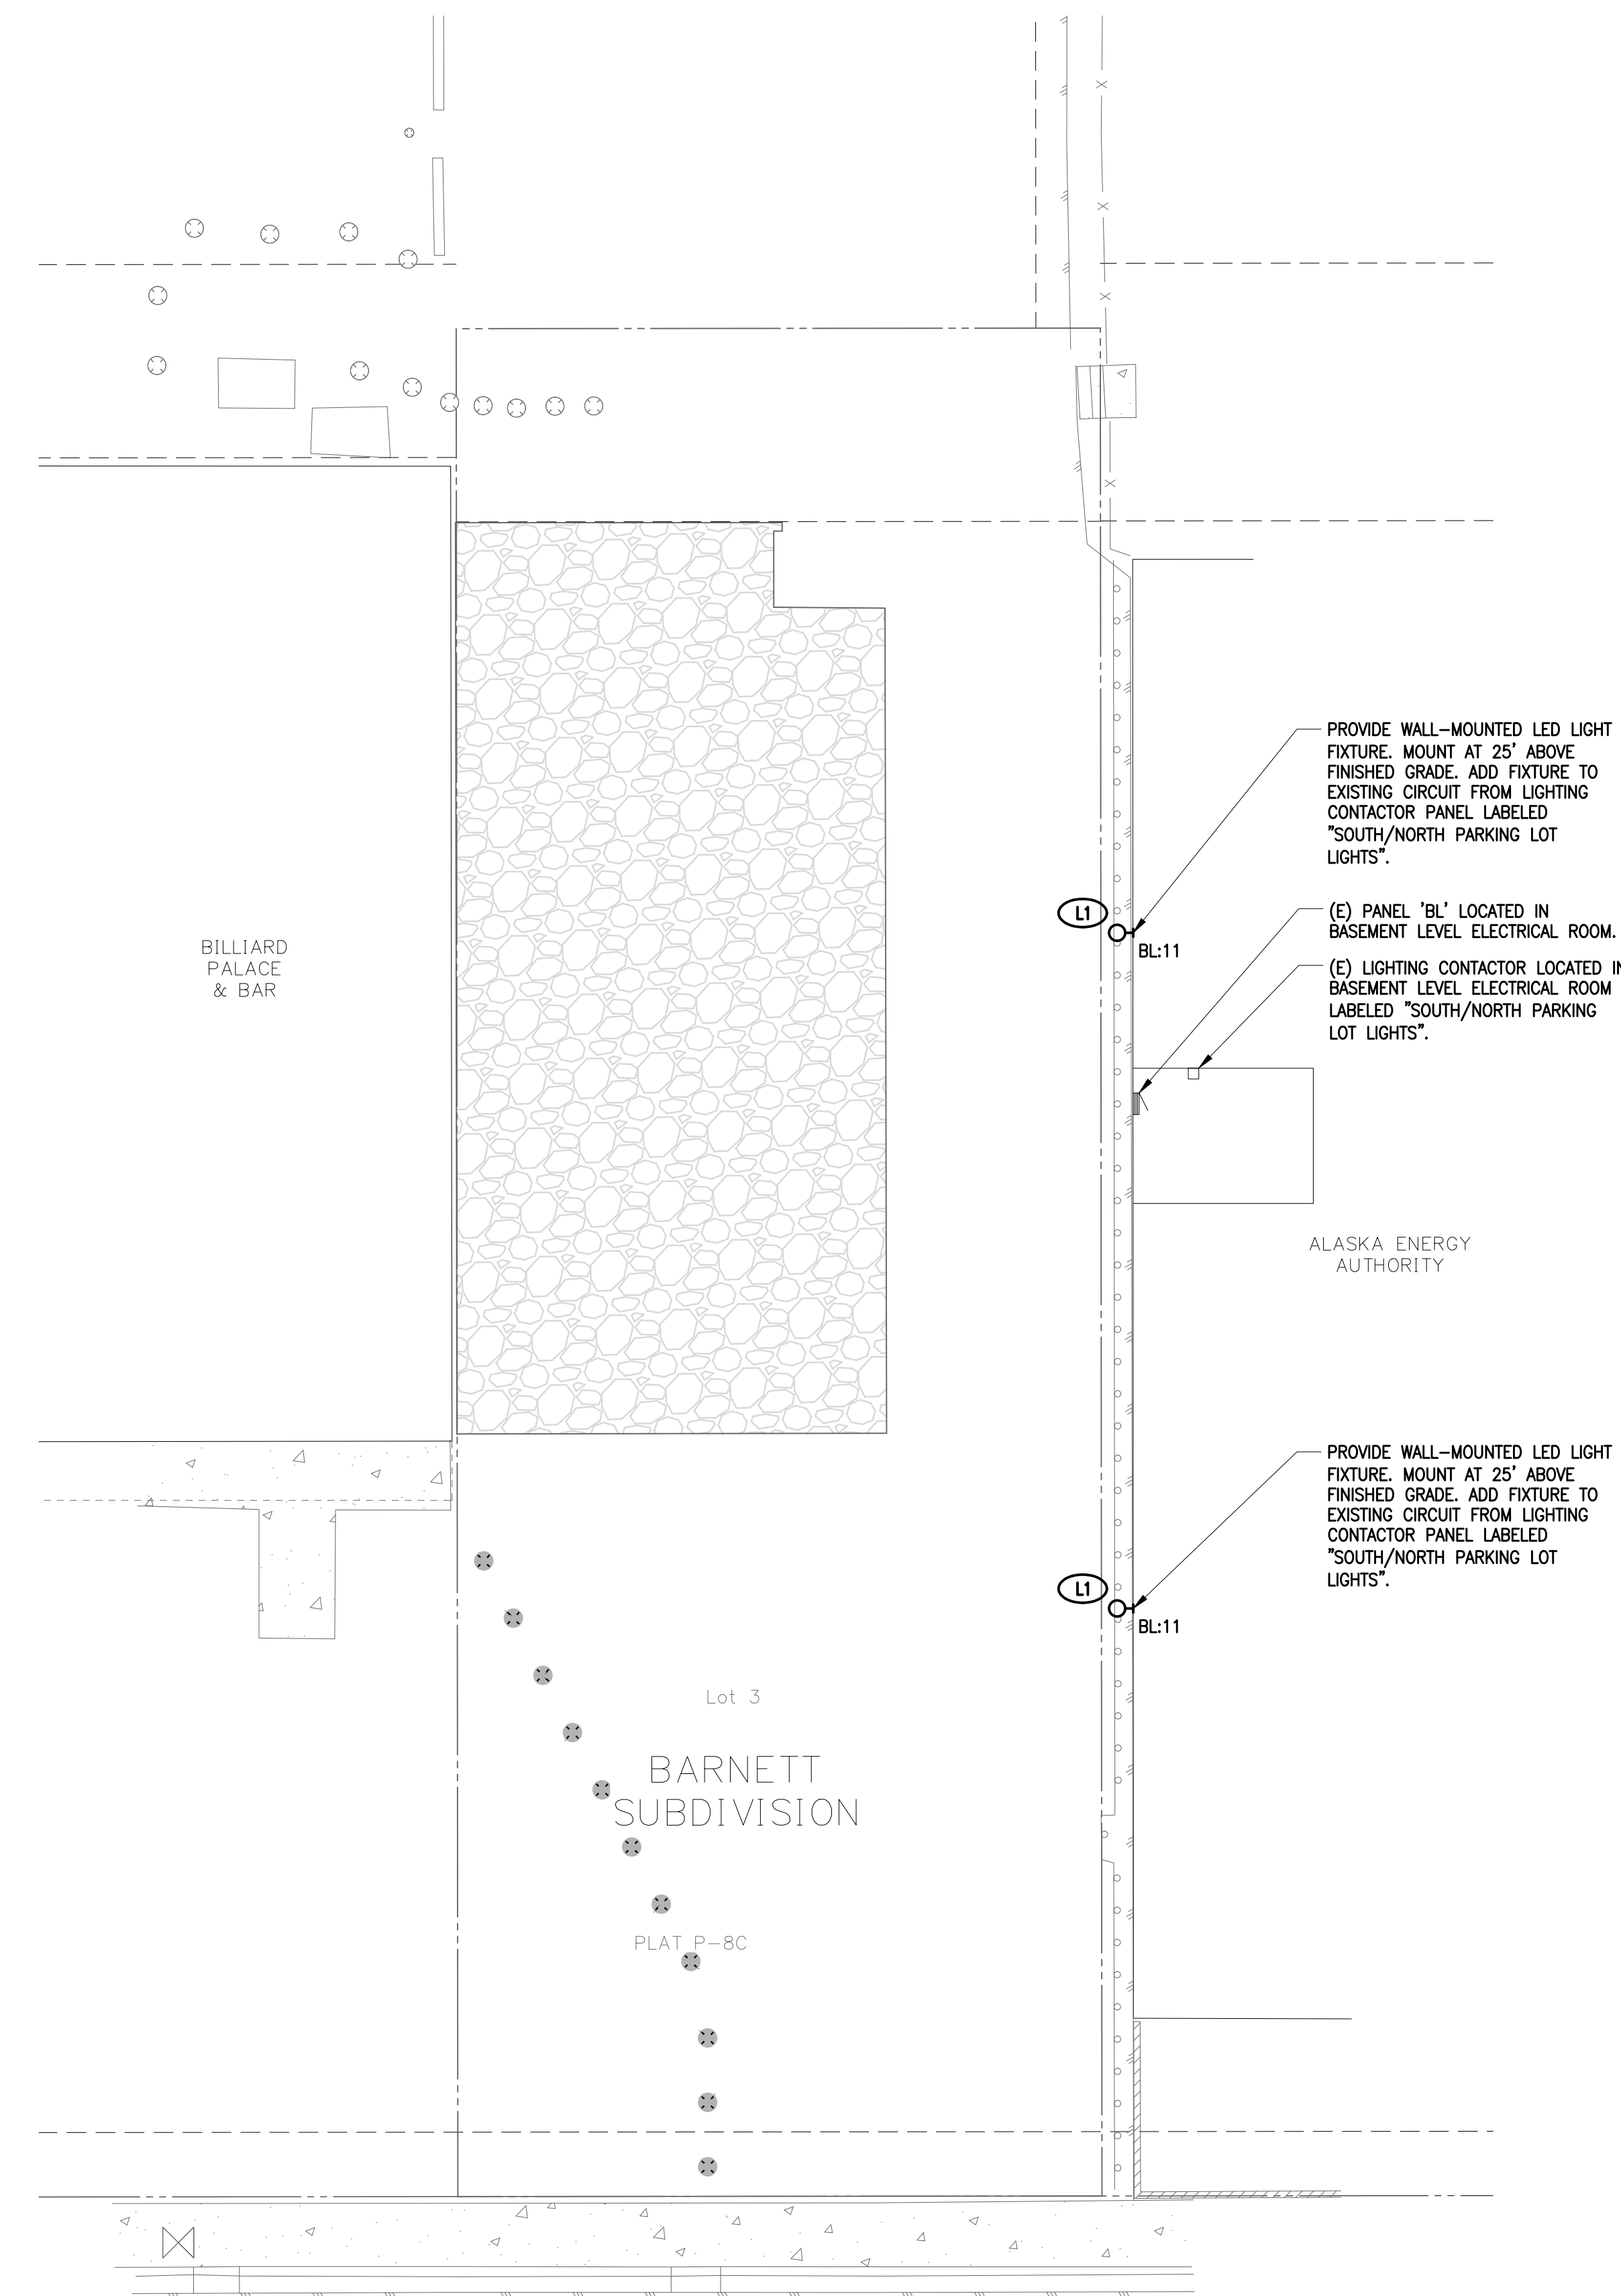 PROVIDE WALL-MOUNTED LED LIGHT
FIXTURE. MOUNT AT 25' ABOVE
FINISHED GRADE. ADD FIXTURE TO
EXISTING CIRCUIT FROM LIGHTING
CONTACTOR PANEL LABELED
"SOUTH/NORTH PARKING LOT
LIGHTS".
L1
BL:11
(E) PANEL 'BL' LOCATED IN
BASEMENT LEVEL ELECTRICAL ROOM.
(E) LIGHTING CONTACTOR LOCATED IN
BASEMENT LEVEL ELECTRICAL ROOM
LABELED "SOUTH/NORTH PARKING
LOT LIGHTS".
BILLIARD
PALACE
& BAR
ALASKA ENERGY
AUTHORITY
PROVIDE WALL-MOUNTED LED LIGHT
FIXTURE. MOUNT AT 25' ABOVE
FINISHED GRADE. ADD FIXTURE TO
EXISTING CIRCUIT FROM LIGHTING
CONTACTOR PANEL LABELED
"SOUTH/NORTH PARKING LOT
LIGHTS".
L1
BL:11
Lot 3
BARNETT
SUBDIVISION
PLAT P-8C